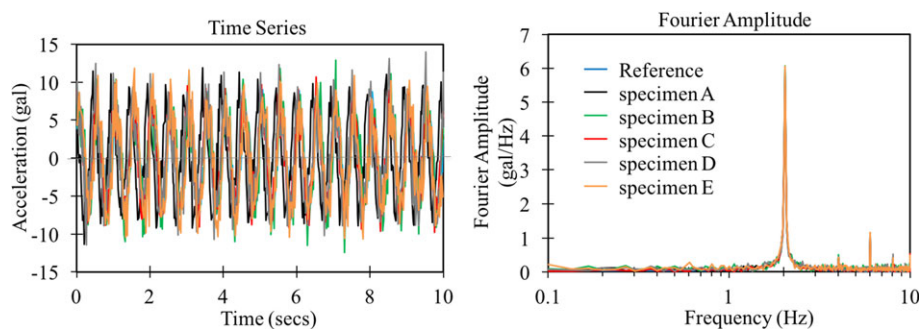 Time Series
Acceleration (gal)
15
10
5
0
-5
-10
-15
0 2 4 6 8 10
Time (secs)
Fourier Amplitude
Fourier Amplitude
(gal/Hz)
7
6
5
4
3
2
1
0
Reference
specimen A
specimen B
specimen C
specimen D
specimen E
0.1 1 10
Frequency (Hz)